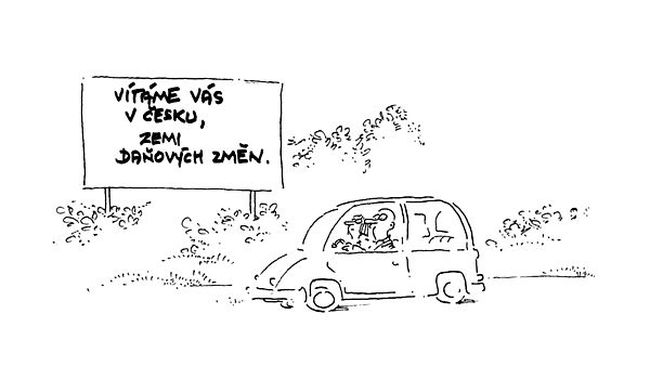 VÍTÁME VÁS
V ČESKU,
ZEMI
DAŇOVÝCH ZMĚN.